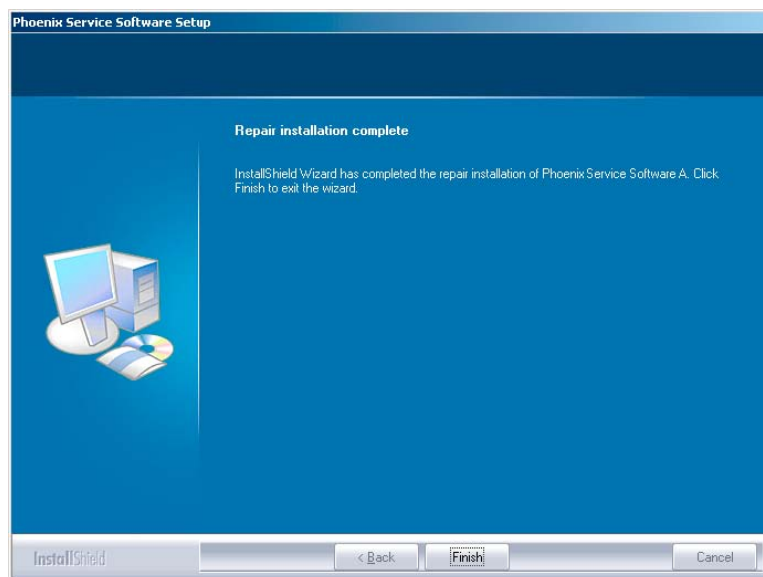 Phoenix Service Software Setup
Repair installation complete
InstallShield Wizard has completed the repair installation of Phoenix Service Software A. Click
Finish to exit the wizard.
InstallShield
< Back
Finish
Cancel